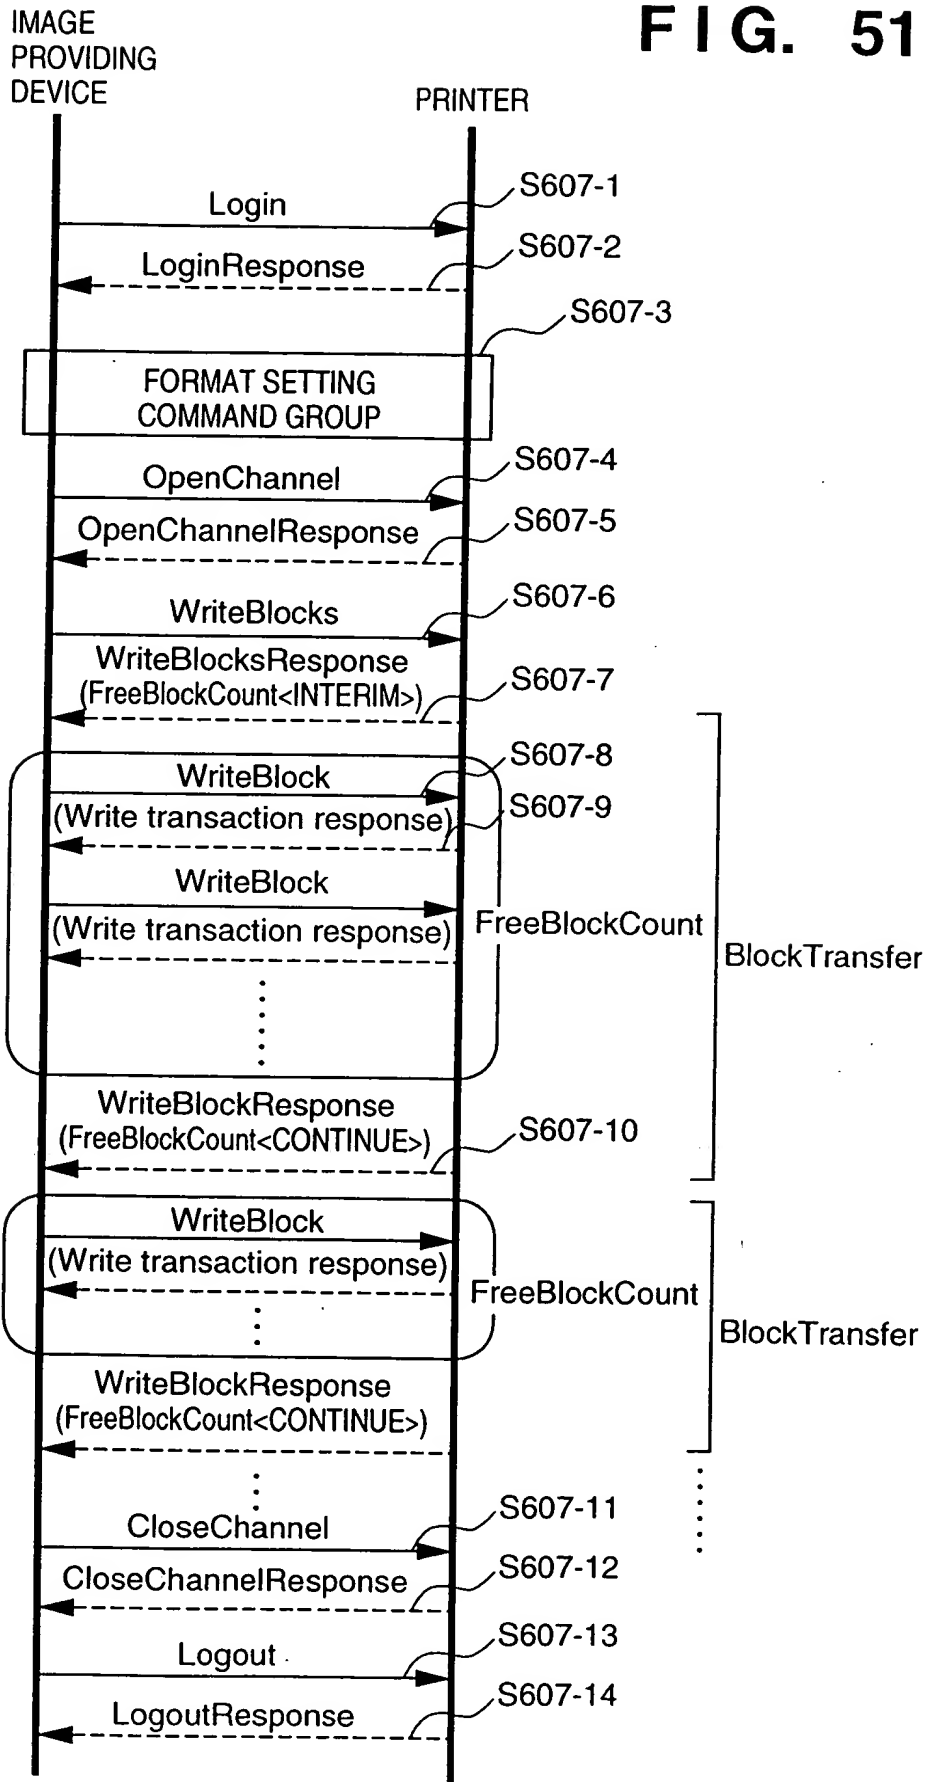 FIG. 51
IMAGE
PROVIDING
DEVICE
PRINTER
Login
S607-1
LoginResponse
S607-2
S607-3
FORMAT SETTING
COMMAND GROUP
OpenChannel
S607-4
OpenChannelResponse
S607-5
WriteBlocks
S607-6
WriteBlocksResponse
(FreeBlockCount<INTERIM>)
S607-7
WriteBlock
S607-8
(Write transaction response)
S607-9
WriteBlock
(Write transaction response)
FreeBlockCount
BlockTransfer
WriteBlockResponse
(FreeBlockCount<CONTINUE>)
S607-10
WriteBlock
(Write transaction response)
FreeBlockCount
BlockTransfer
WriteBlockResponse
(FreeBlockCount<CONTINUE>)
CloseChannel
S607-11
CloseChannelResponse
S607-12
Logout
S607-13
LogoutResponse
S607-14